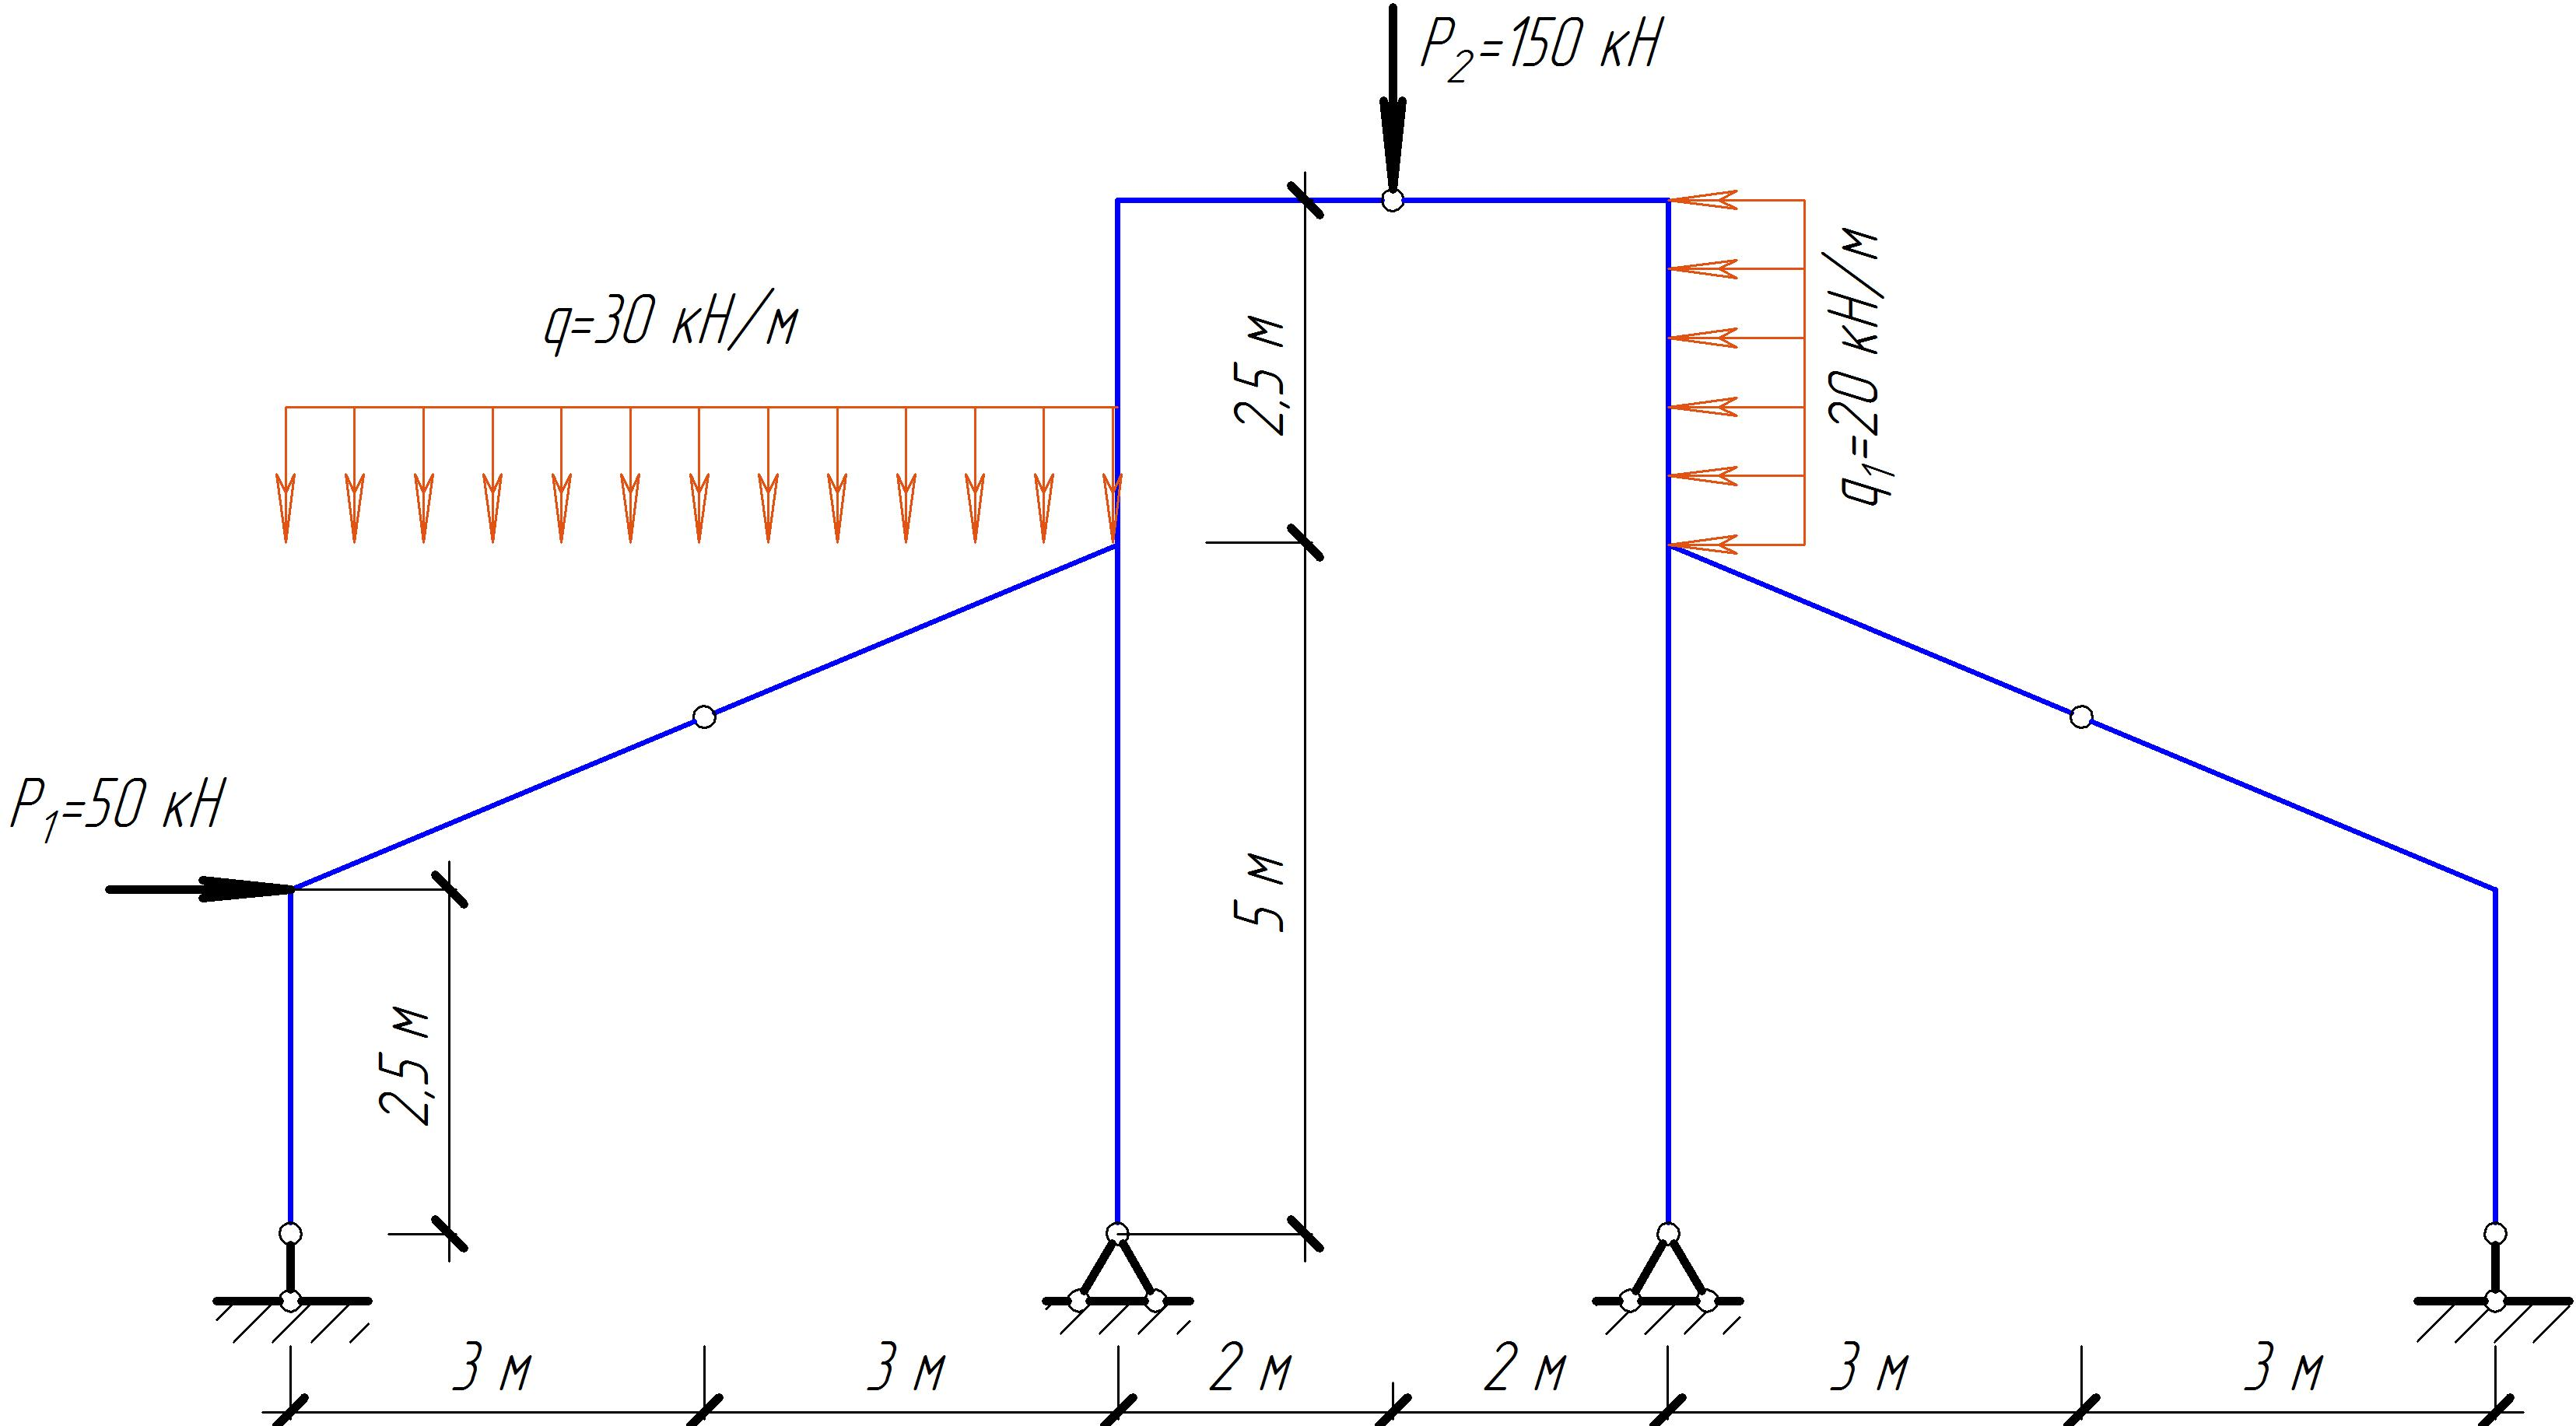 P2=150 кН
q=30 кН/м
2,5 м
q1=20 кН/м
P1=50 кН
5 м
2,5 м
3 м
3 м
2 м
2 м
3 м
3 м